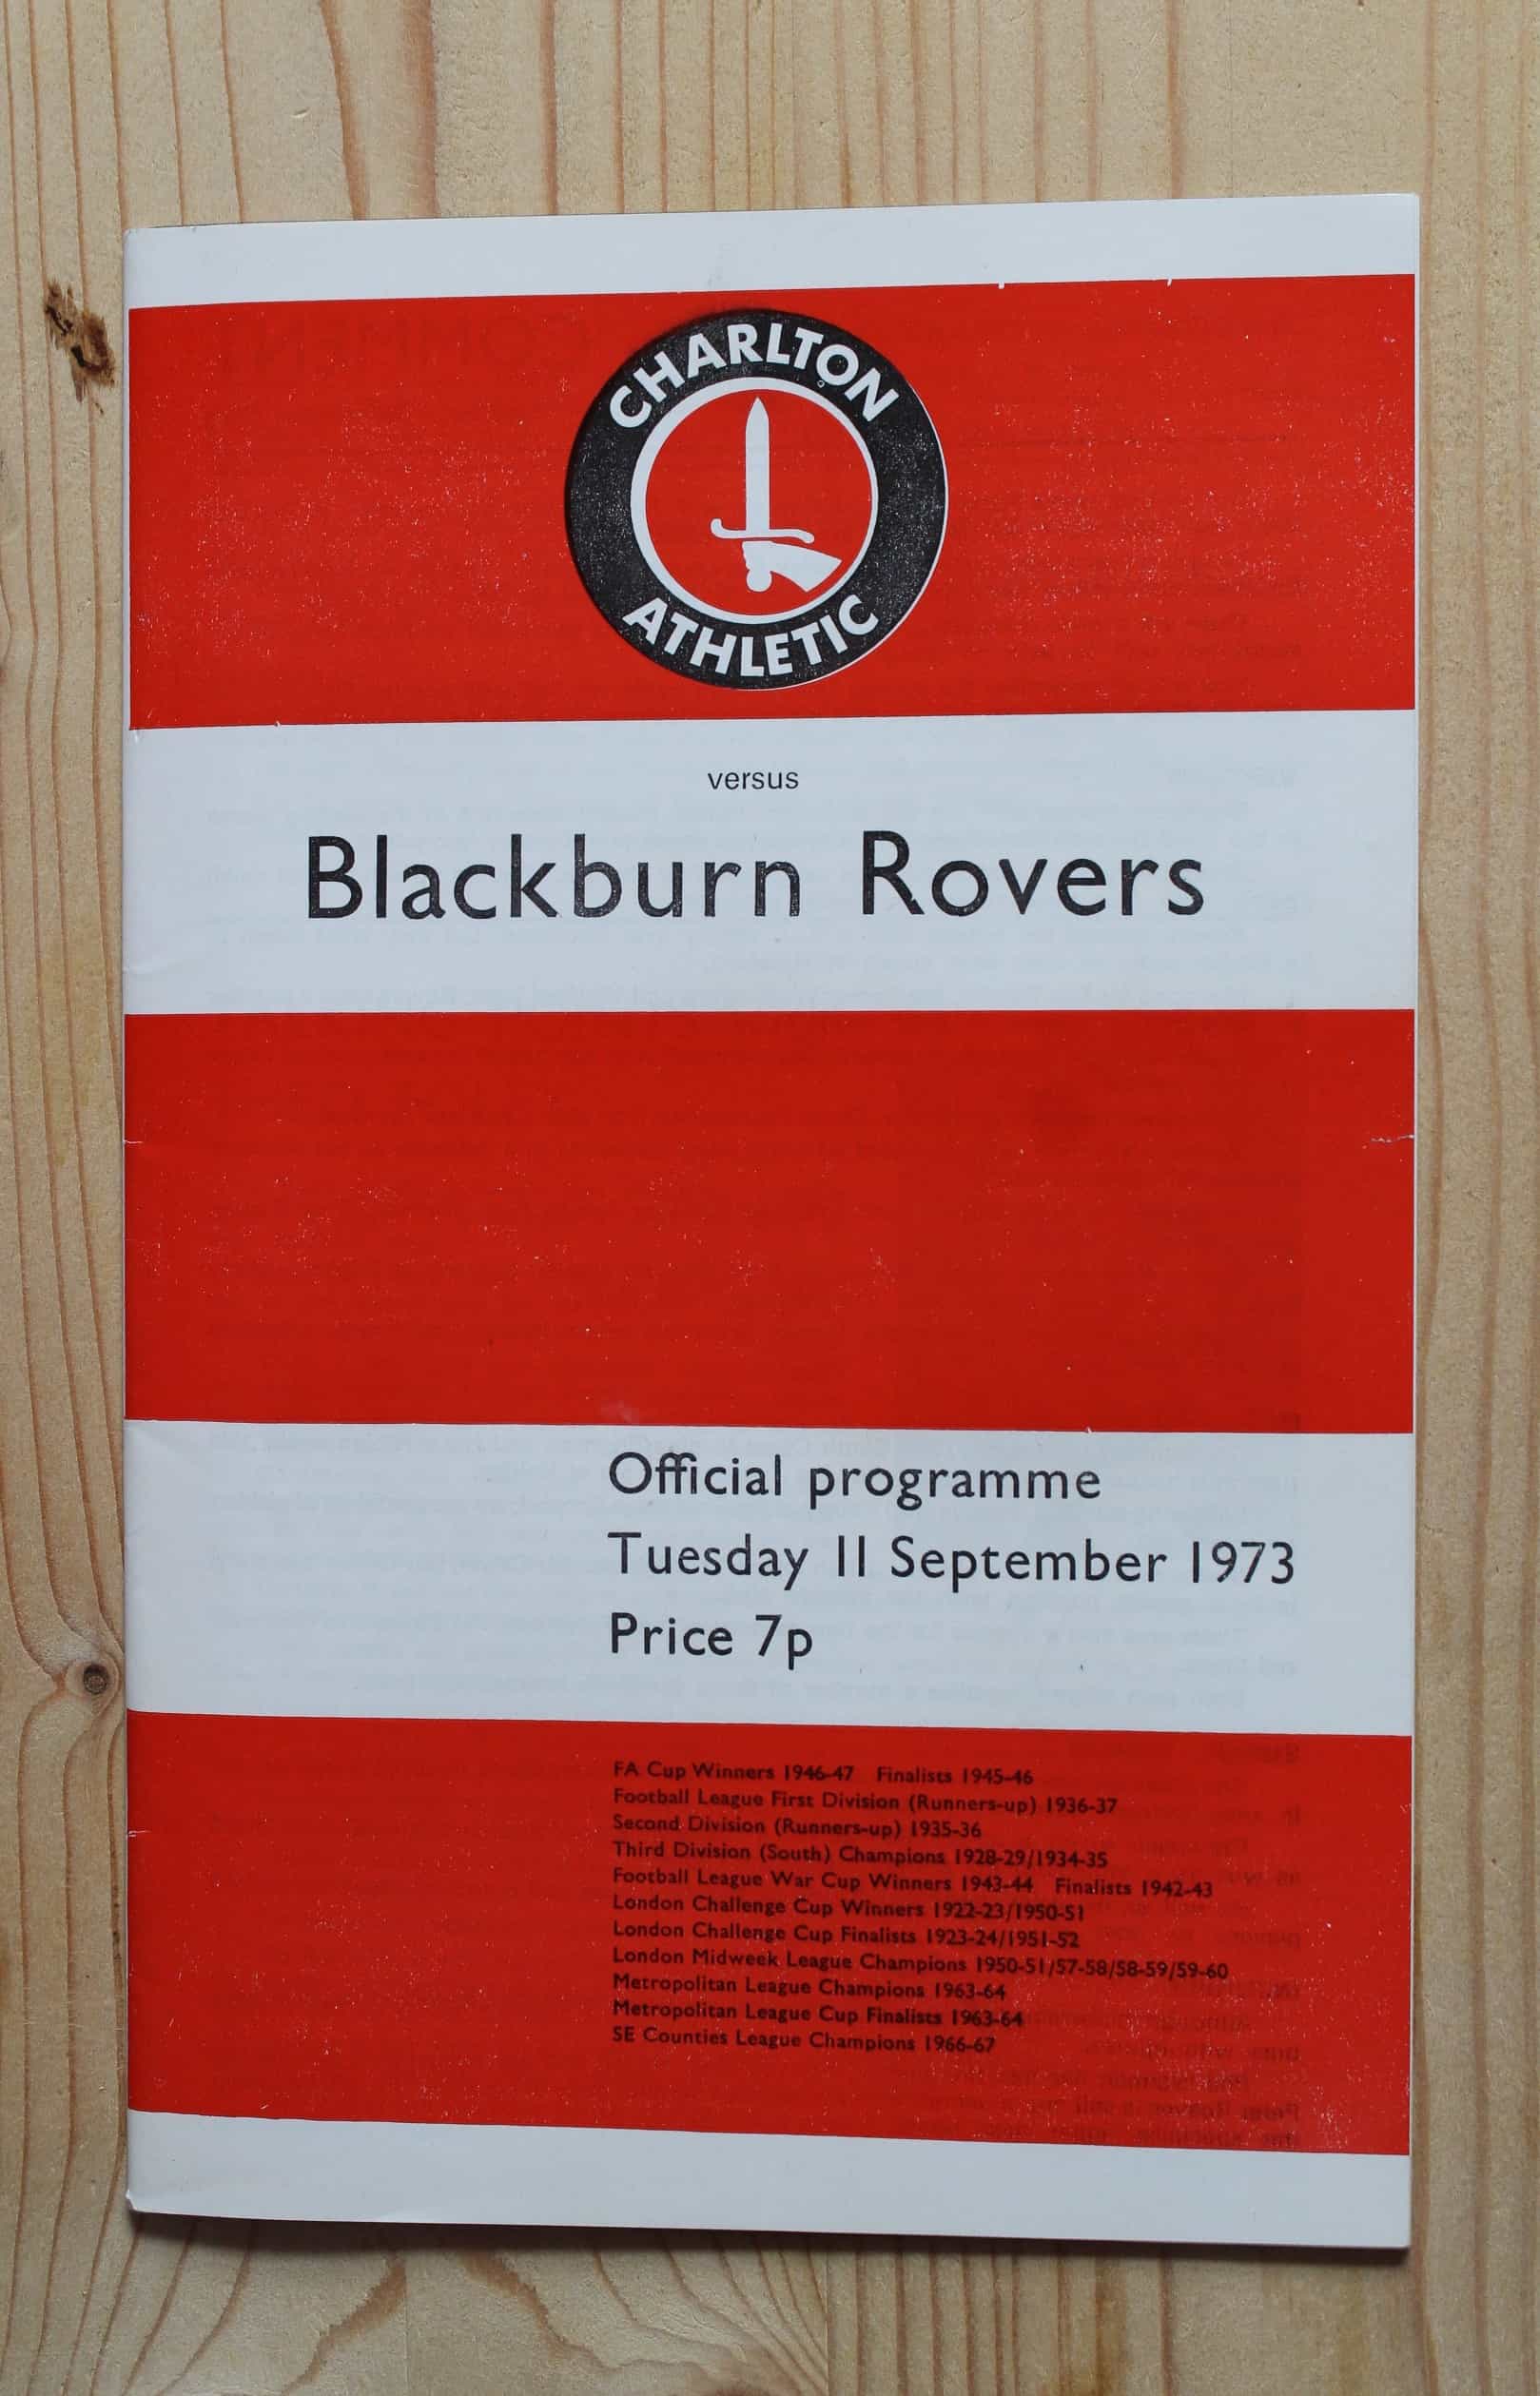 CHARLTON
ATHLETIC
versus
Blackburn Rovers
Official programme
Tuesday 11 September 1973
Price 7p
FA Cup Winners 1946-47 Finalists 1945-46
Football League First Division (Runners-up) 1936-37
Second Division (Runners-up) 1935-36
Third Division (South) Champions 1928-29/1934-35
Football League War Cup Winners 1943-44 Finalists 1942-43
London Challenge Cup Winners 1922-23/1950-51
London Challenge Cup Finalists 1923-24/1951-52
London Midweek League Champions 1950-51/57-58/58-59/59-60
Metropolitan League Champions 1963-64
Metropolitan League Cup Finalists 1963-64
SE Counties League Champions 1966-67